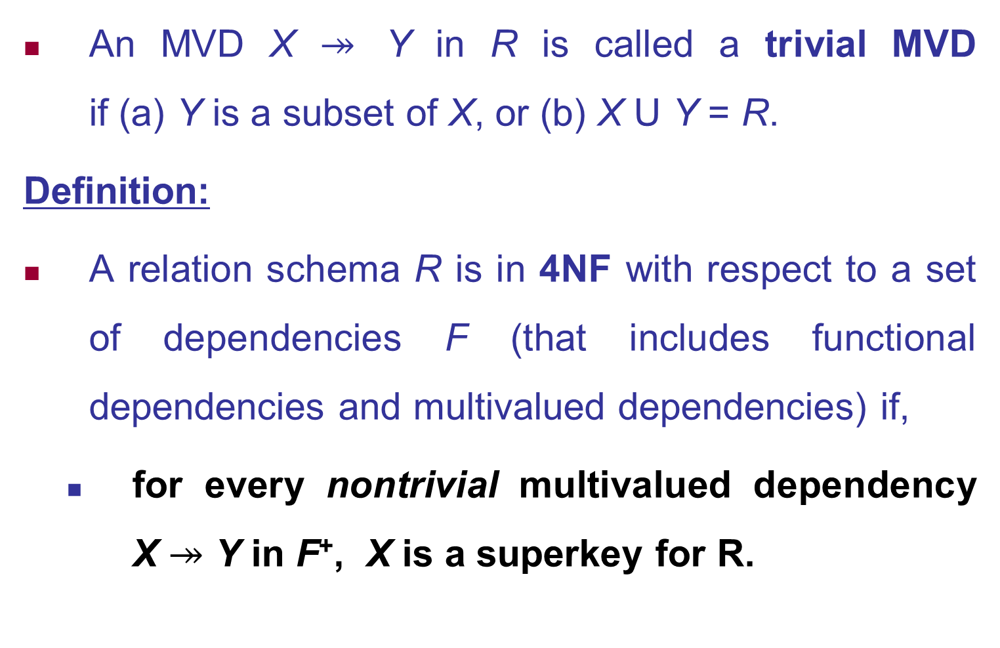 ▪ An MVD X ↠ Y in R is called a trivial MVD
if (a) Y is a subset of X, or (b) X U Y = R.
Definition:
▪ A relation schema R is in 4NF with respect to a set
of dependencies F (that includes functional
dependencies and multivalued dependencies) if,
▪ for every nontrivial multivalued dependency
X ↠ Y in F⁺, X is a superkey for R.